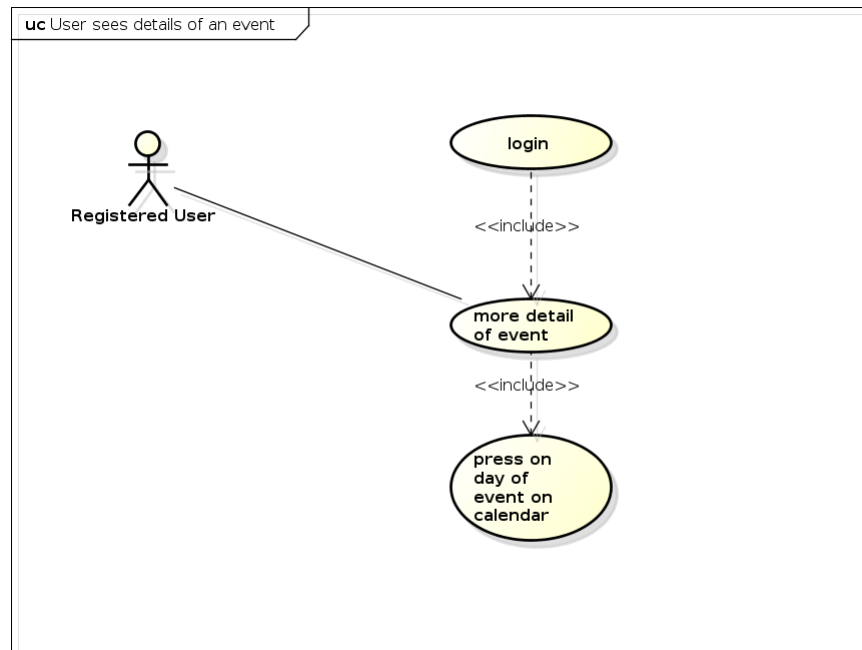 uc User sees details of an event
login
Registered User
<<include>>
more detail
of event
<<include>>
press on
day of
event on
calendar